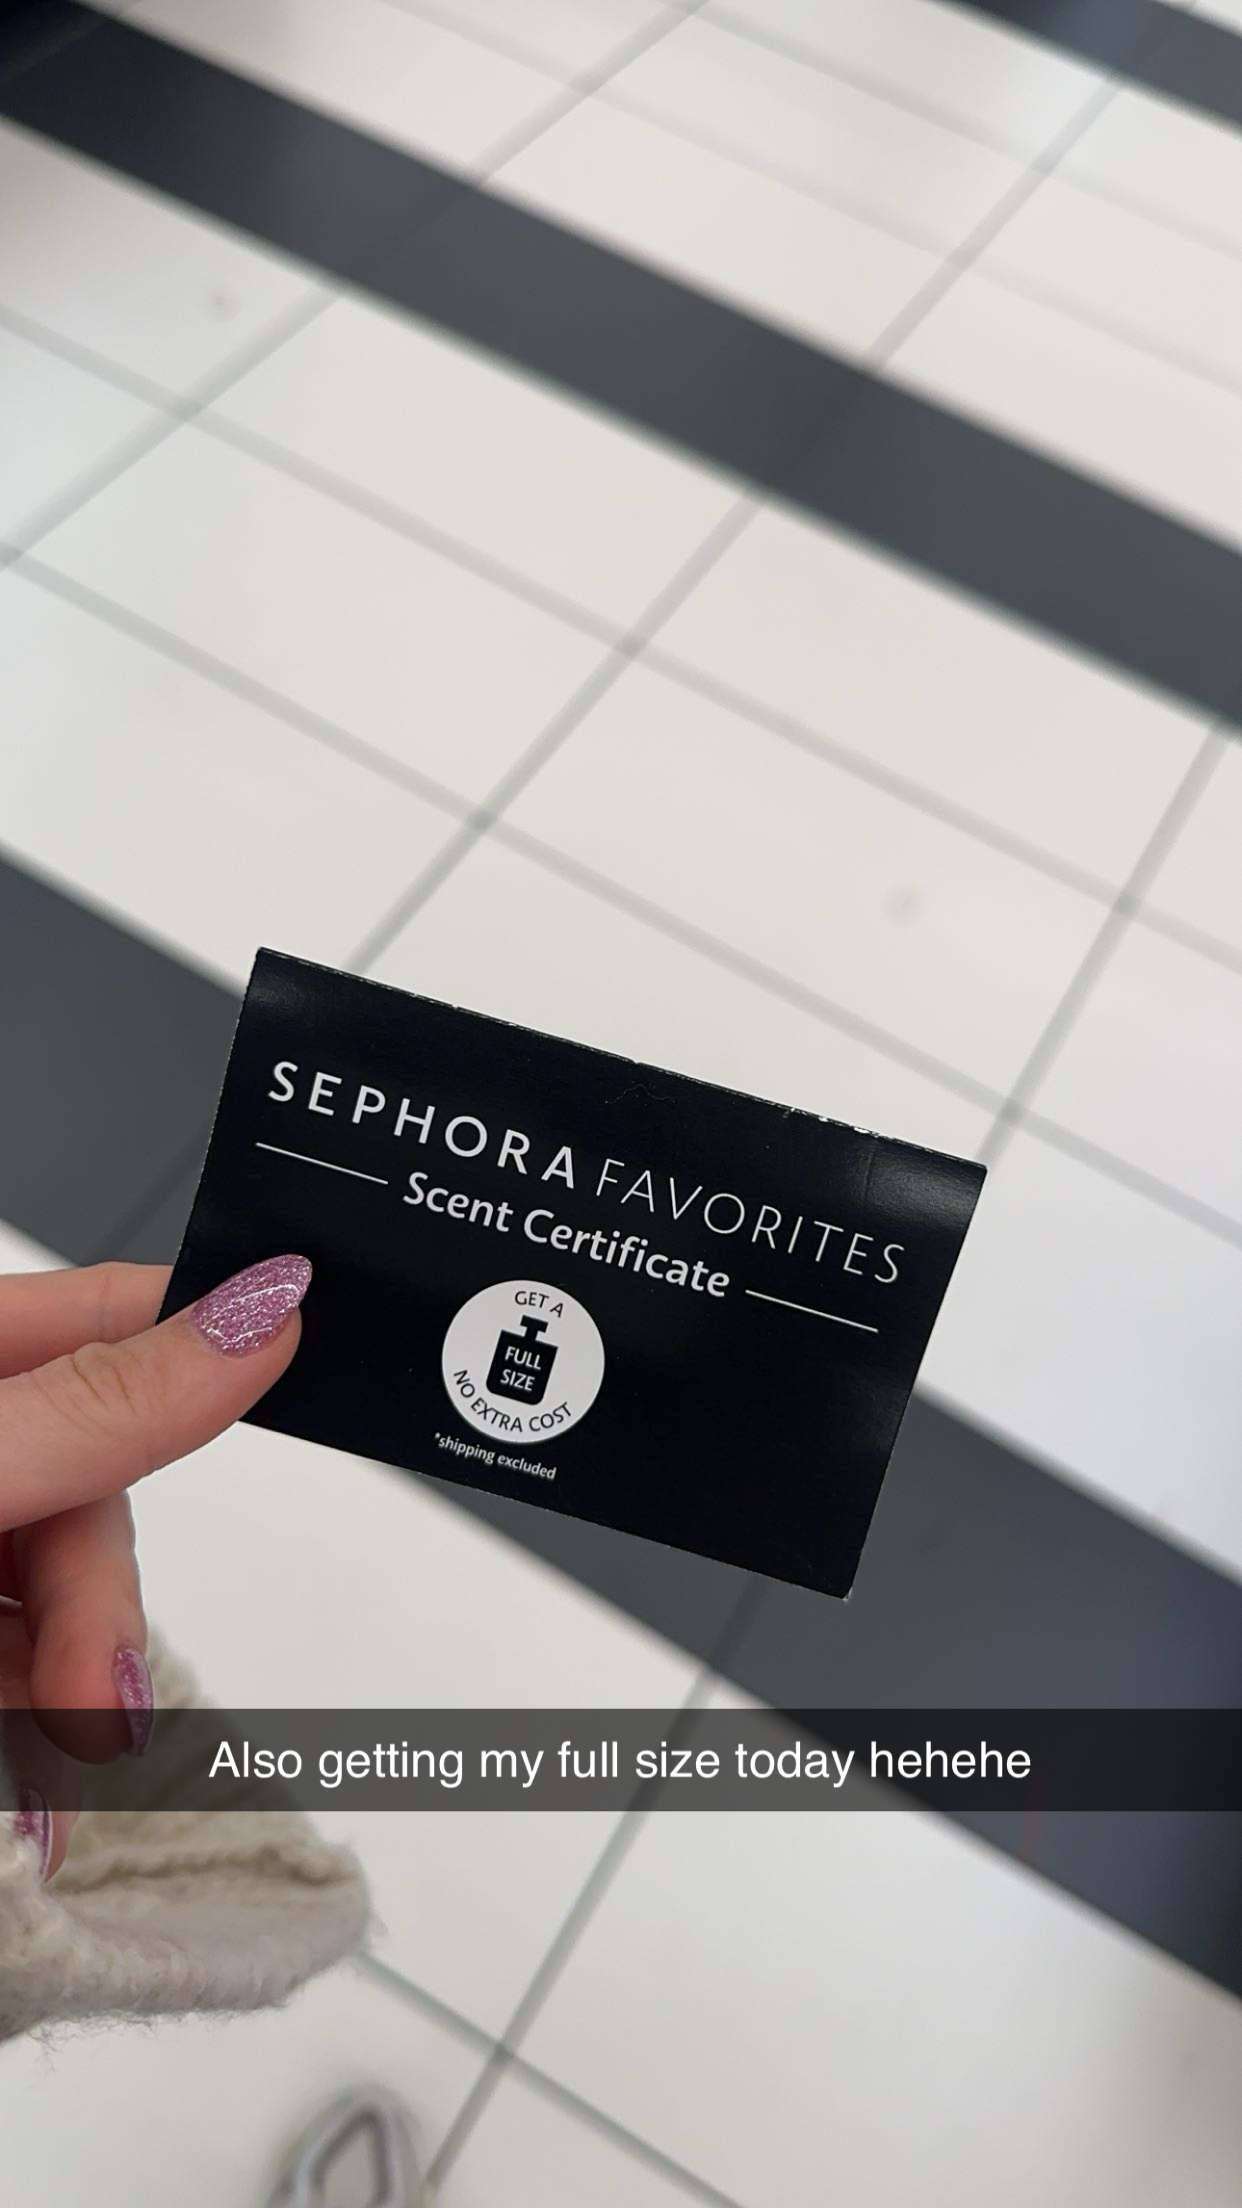 SEPHORA FAVORITES
Scent Certificate
GET A
FULL
SIZE
NO EXTRA COST
*shipping excluded
Also getting my full size today hehehe